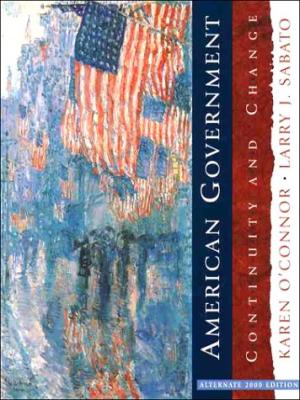 AMERICAN GOVERNMENT
CONTINUITY AND CHANGE
KAREN O'CONNOR • LARRY J. SABATO
ALTERNATE 2000 EDITION